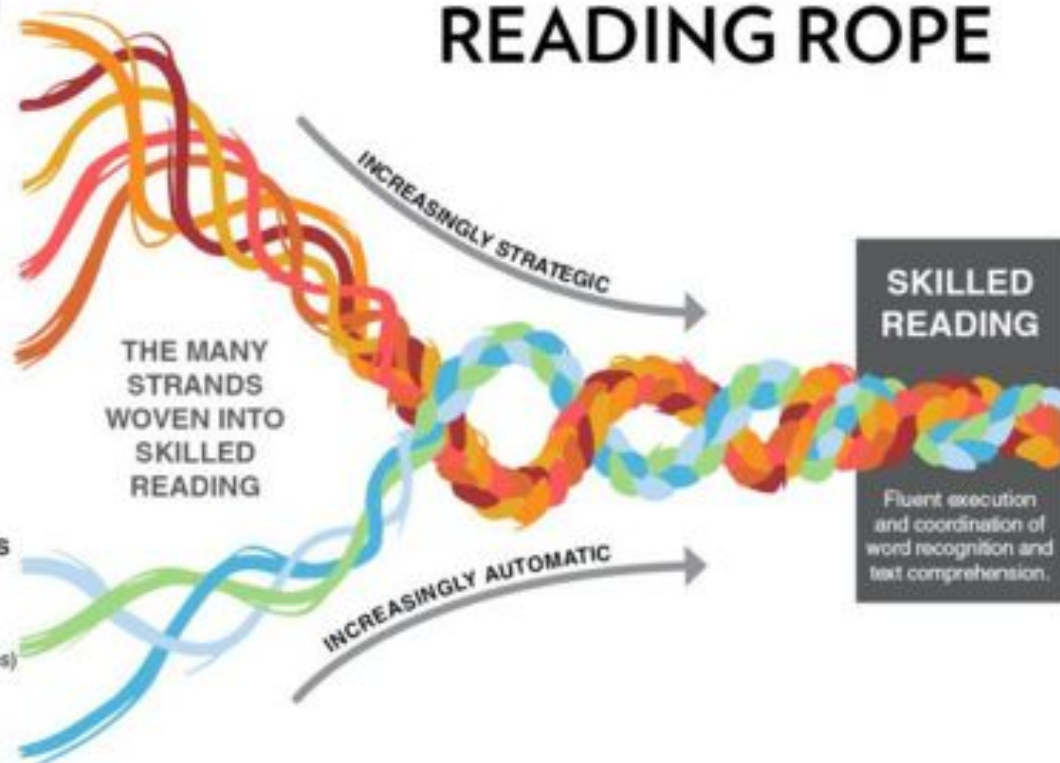 READING ROPE
INCREASINGLY STRATEGIC
SKILLED
READING
THE MANY
STRANDS
WOVEN INTO
SKILLED
READING
Fluent execution
and coordination of
word recognition and
text comprehension.
INCREASINGLY AUTOMATIC